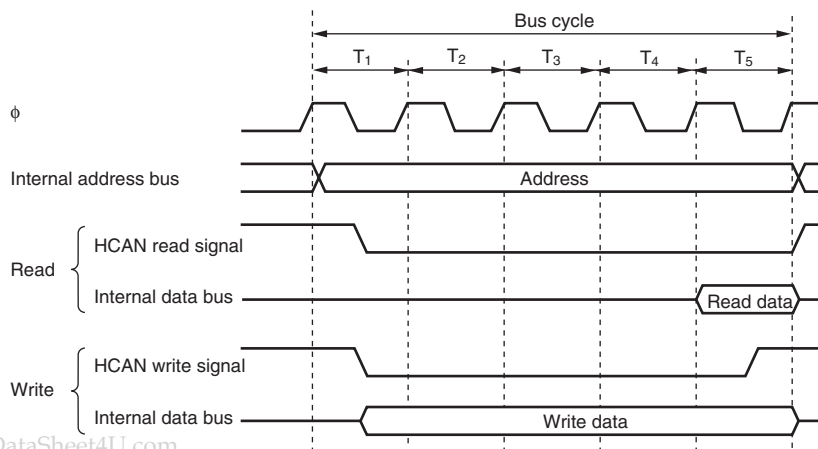 Bus cycle
T1 T2 T3 T4 T5
ϕ
Internal address bus Address
Read
HCAN read signal
Internal data bus Read data
Write
HCAN write signal
Internal data bus Write data
DataSheet4U.com